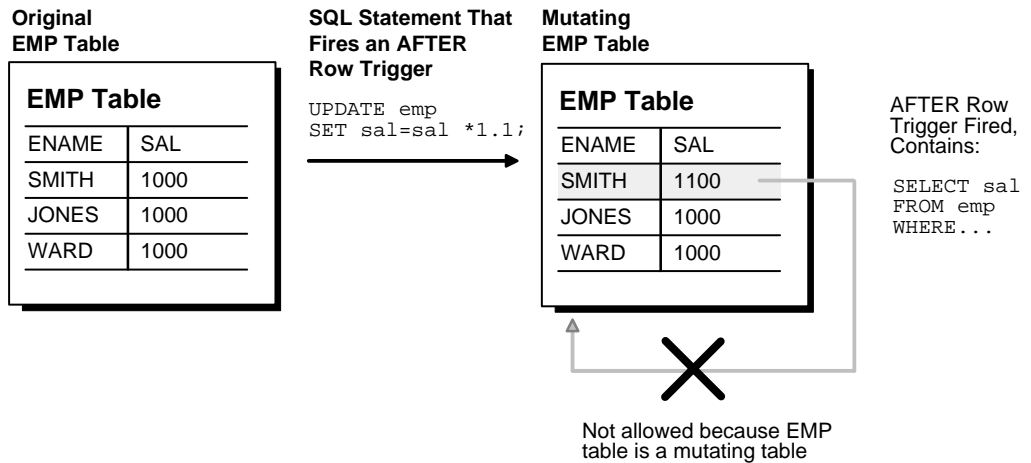 Original
EMP Table
EMP Table
ENAME SAL
SMITH 1000
JONES 1000
WARD 1000
SQL Statement That
Fires an AFTER
Row Trigger
UPDATE emp
SET sal=sal *1.1;
Mutating
EMP Table
EMP Table
ENAME SAL
SMITH 1100
JONES 1000
WARD 1000
AFTER Row
Trigger Fired,
Contains:
SELECT sal
FROM emp
WHERE...
Not allowed because EMP
table is a mutating table